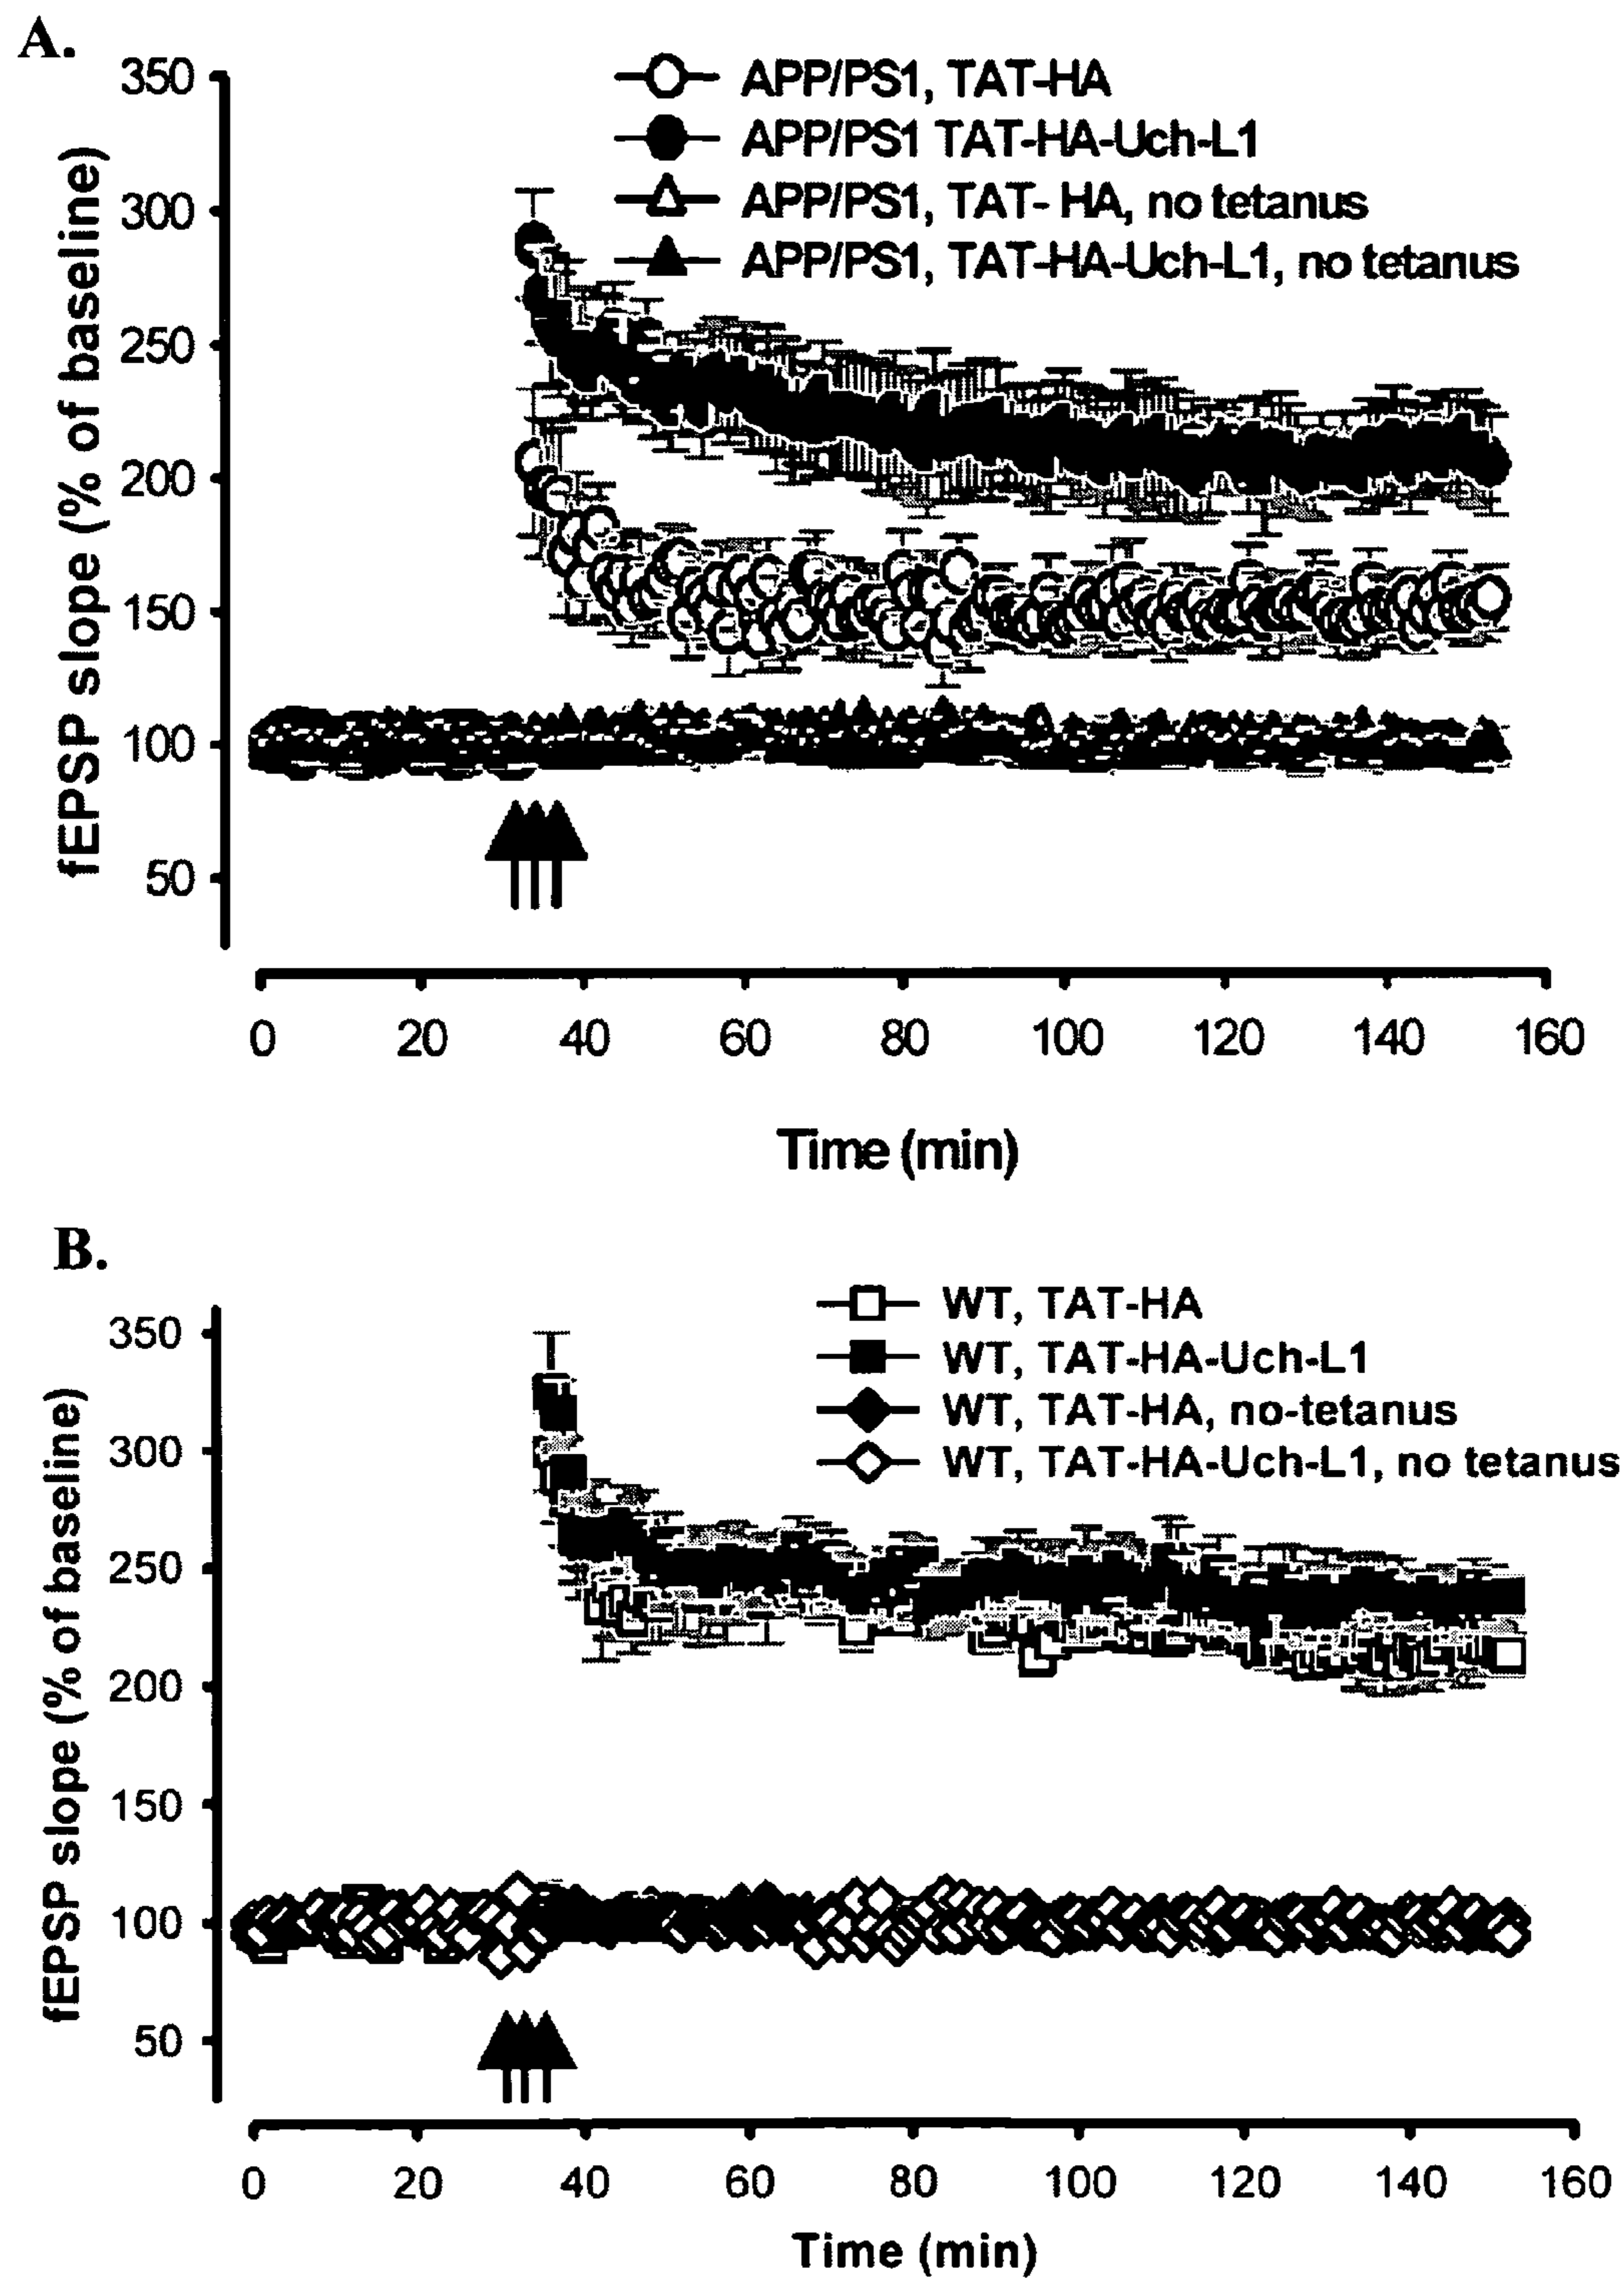 A.
350
300
250
200
150
100
50
fEPSP slope (% of baseline)
APP/PS1, TAT-HA
APP/PS1 TAT-HA-Uch-L1
APP/PS1, TAT- HA, no tetanus
APP/PS1, TAT-HA-Uch-L1, no tetanus
0 20 40 60 80 100 120 140 160
Time (min)
B.
350
300
250
200
150
100
50
fEPSP slope (% of baseline)
WT, TAT-HA
WT, TAT-HA-Uch-L1
WT, TAT-HA, no-tetanus
WT, TAT-HA-Uch-L1, no tetanus
0 20 40 60 80 100 120 140 160
Time (min)